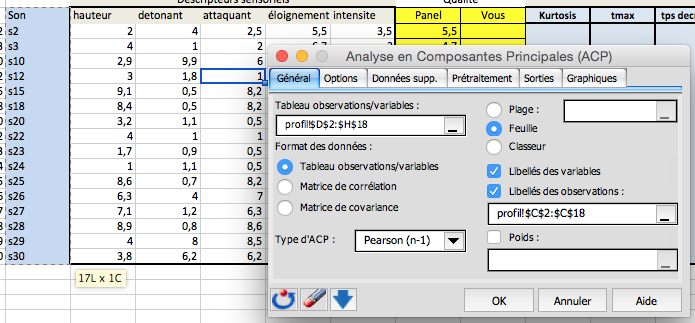 Descripteurs sensoriels Qualité
Son hauteur detonant attaquant éloignement intensite Panel Vous Kurtosis tmax tps dec
s2 2 4 2,5 5,5 3,5 5,5
s3 4 1 2
s10 2,9 9,9 6
s12 3 1,8 1
s15 9,1 0,5 8,2
s18 8,4 0,5 8,2
s20 3,2 1,1 0,5
s22 4 1 1
s23 1,7 0,9 0,5
s24 1 1,1 0,5
s25 8,6 0,7 8,2
s26 6,3 4 7
s27 7,1 1,2 6,3
s28 8,9 0,8 8,6
s29 4 8 8,5
s30 3,8 6,2 6,2
17L x 1C
Analyse en Composantes Principales (ACP)
Général Options Données supp. Prétraitement Sorties Graphiques
Tableau observations/variables :
profil!$D$2:$H$18
Format des données :
Tableau observations/variables
Matrice de corrélation
Matrice de covariance
Type d'ACP : Pearson (n-1)
Plage :
Feuille
Classeur
Libellés des variables
Libellés des observations :
profil!$C$2:$C$18
Poids :
OK Annuler Aide